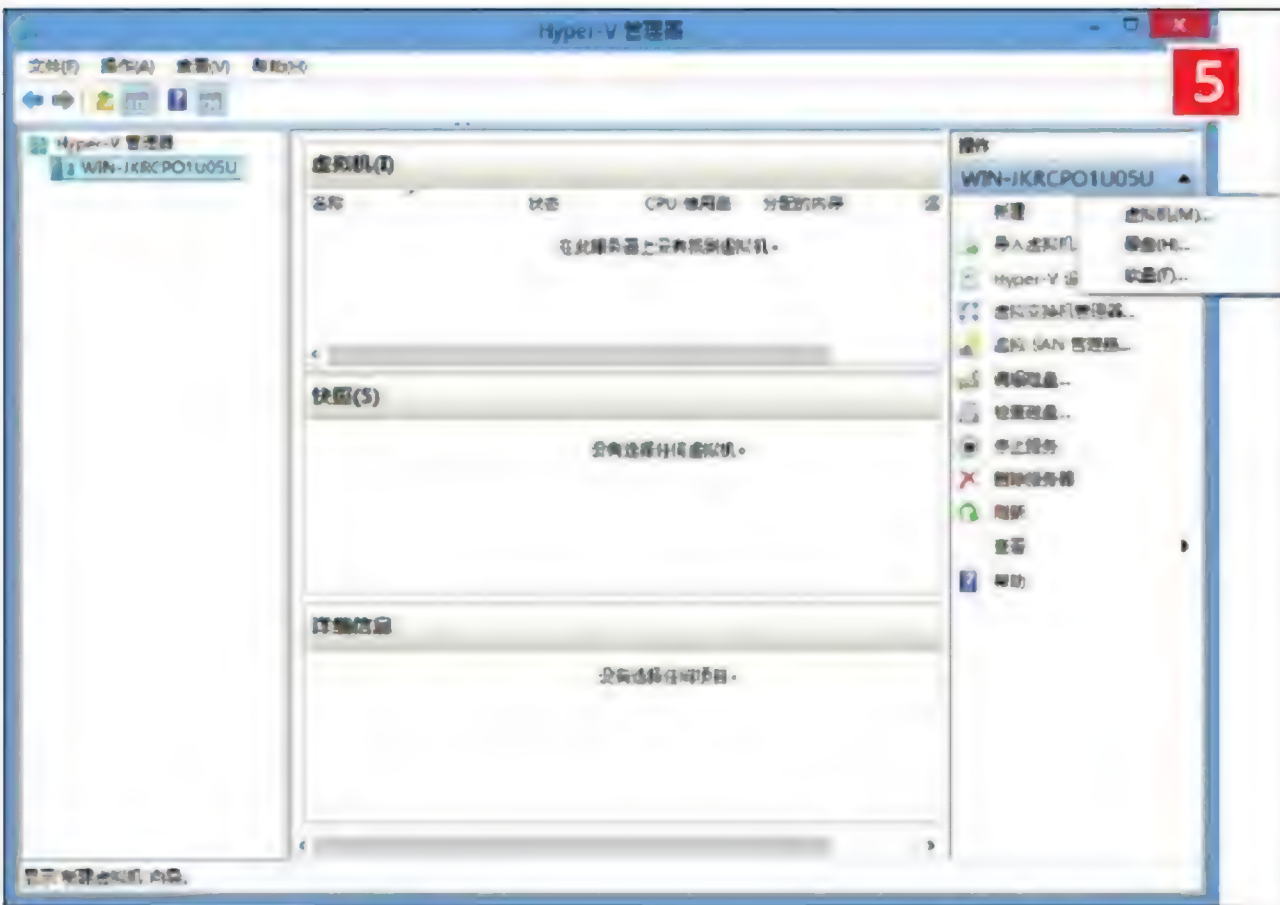 Hyper-V 管理器
5
文件(F) 操作(A) 查看(V) 帮助(H)
Hyper-V 管理器
WIN-JKRCPO1U05U
虚拟机(I)
名称 状态 CPU 使用率 分配的内存
在此服务器上没有找到虚拟机。
快照(S)
没有选择任何虚拟机。
详细信息
没有选择任何项目。
操作
WIN-JKRCPO1U05U
新建
导入虚拟机
Hyper-V 设
虚拟交换机管理器...
虚拟 SAN 管理器...
编辑磁盘...
检查磁盘...
停止服务
删除服务器
刷新
查看
帮助
虚拟机(M)...
硬盘(H)...
软盘(F)...
显示 新建虚拟机 向导。